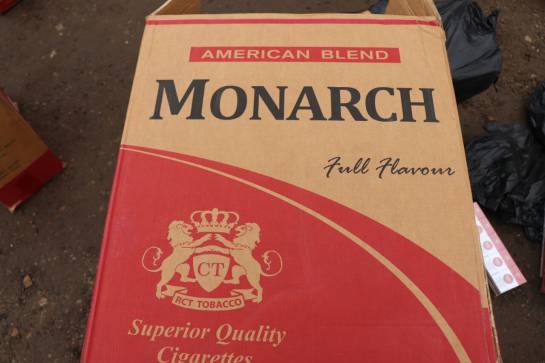 AMERICAN BLEND
MONARCH
Full Flavour
CT
RCT TOBACCO
Superior Quality
Cigarettes